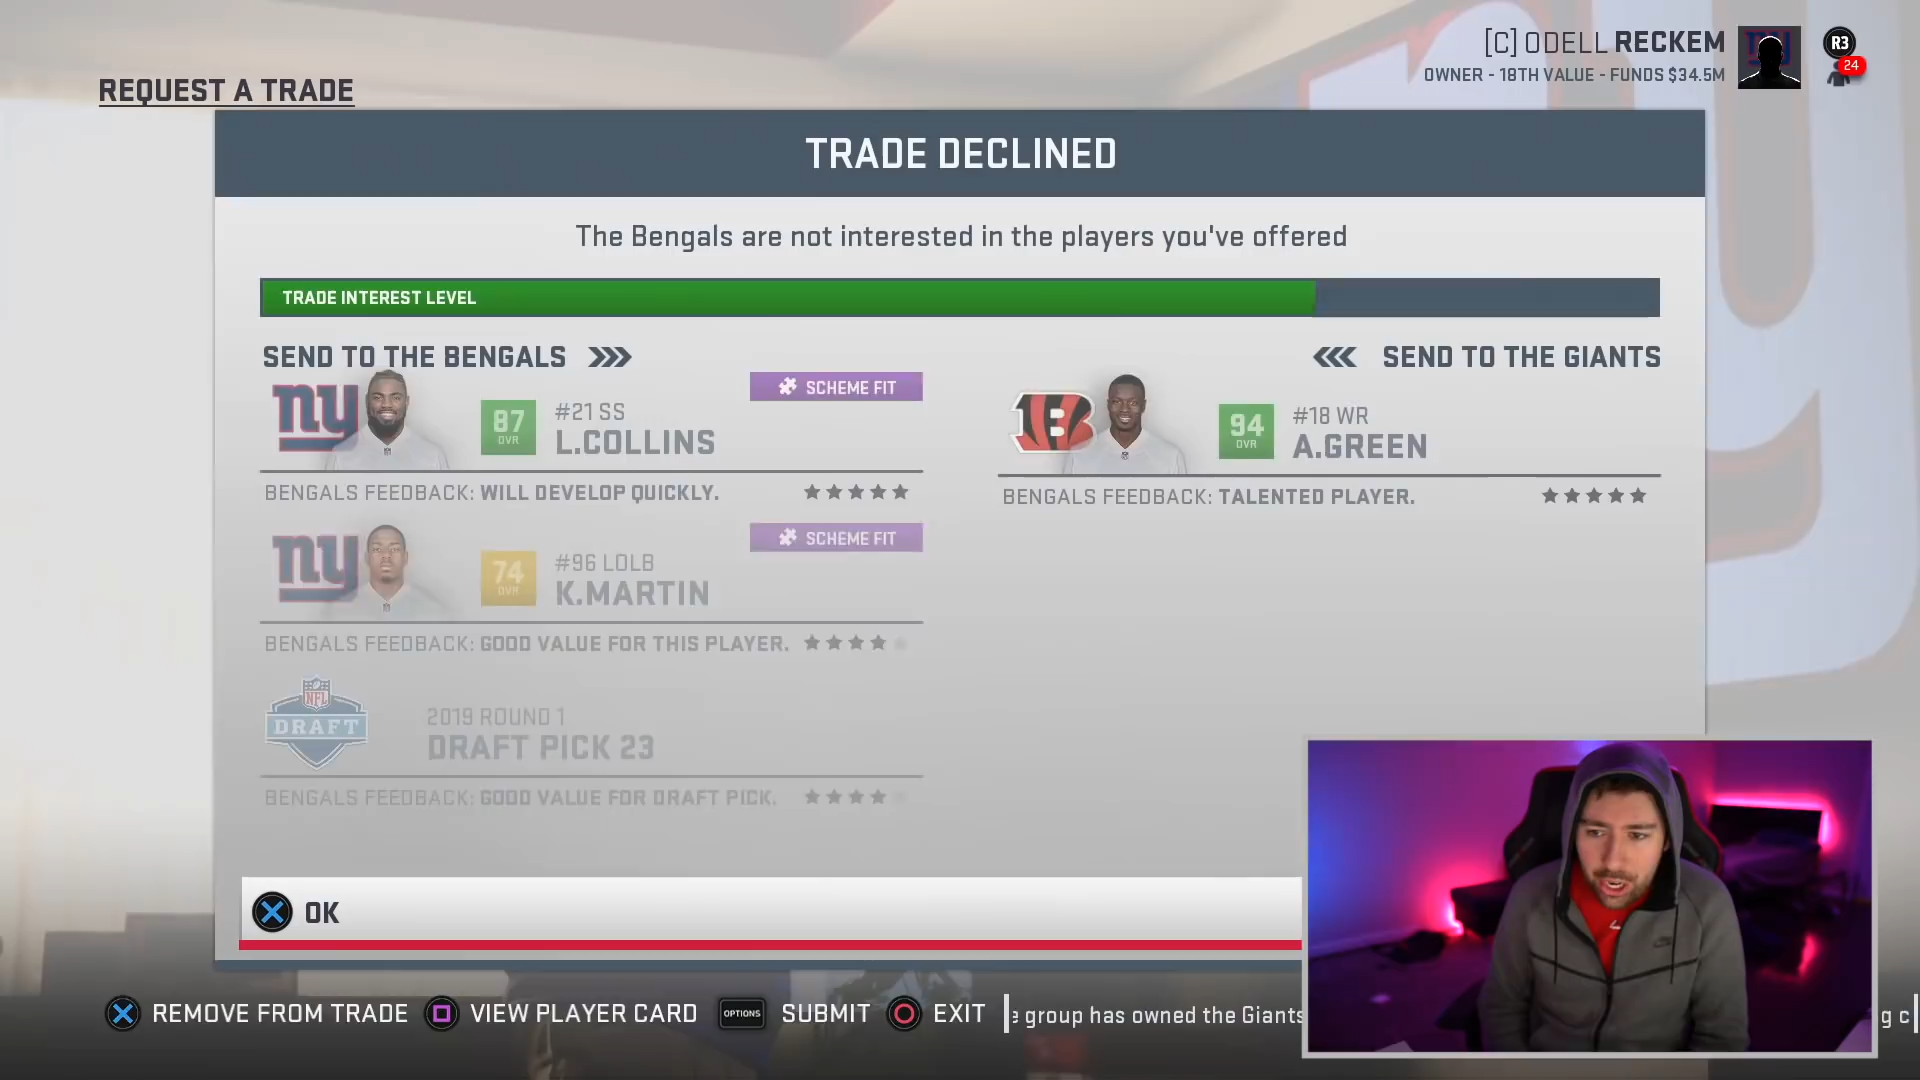 [C] ODELL RECKEM
R3
OWNER - 18TH VALUE - FUNDS $34.5M
24
REQUEST A TRADE
TRADE DECLINED
The Bengals are not interested in the players you've offered
TRADE INTEREST LEVEL
SEND TO THE BENGALS
SEND TO THE GIANTS
SCHEME FIT
ny
87
OVR
#21 SS
L.COLLINS
B
94
OVR
#18 WR
A.GREEN
BENGALS FEEDBACK: WILL DEVELOP QUICKLY.
BENGALS FEEDBACK: TALENTED PLAYER.
SCHEME FIT
ny
74
OVR
#96 LOLB
K.MARTIN
BENGALS FEEDBACK: GOOD VALUE FOR THIS PLAYER.
NFL
DRAFT
2019 ROUND 1
DRAFT PICK 23
BENGALS FEEDBACK: GOOD VALUE FOR DRAFT PICK.
OK
REMOVE FROM TRADE
VIEW PLAYER CARD
OPTIONS
SUBMIT
EXIT
group has owned the Giants